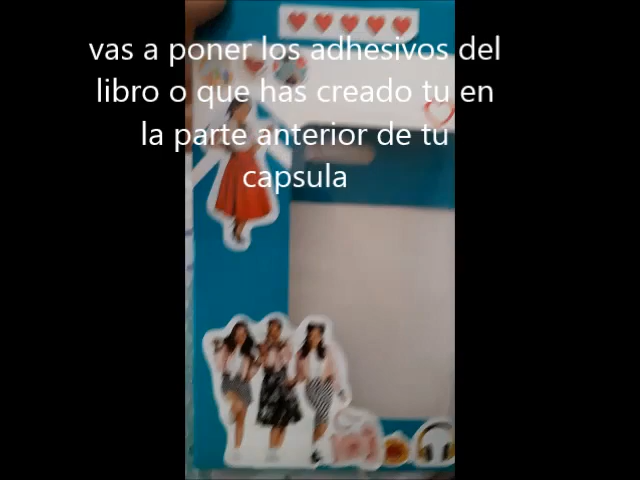 vas a poner los adhesivos del
libro o que has creado tu en
la parte anterior de tu
capsula